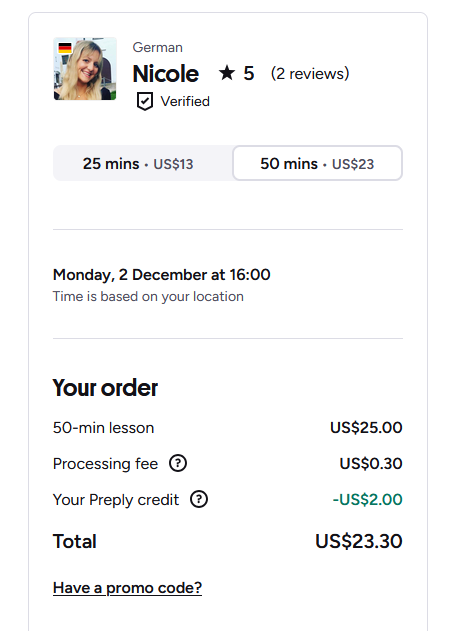 German
Nicole ★ 5 (2 reviews)
Verified
25 mins • US$13 50 mins • US$23
Monday, 2 December at 16:00
Time is based on your location
Your order
50-min lesson US$25.00
Processing fee ? US$0.30
Your Preply credit ? -US$2.00
Total US$23.30
Have a promo code?